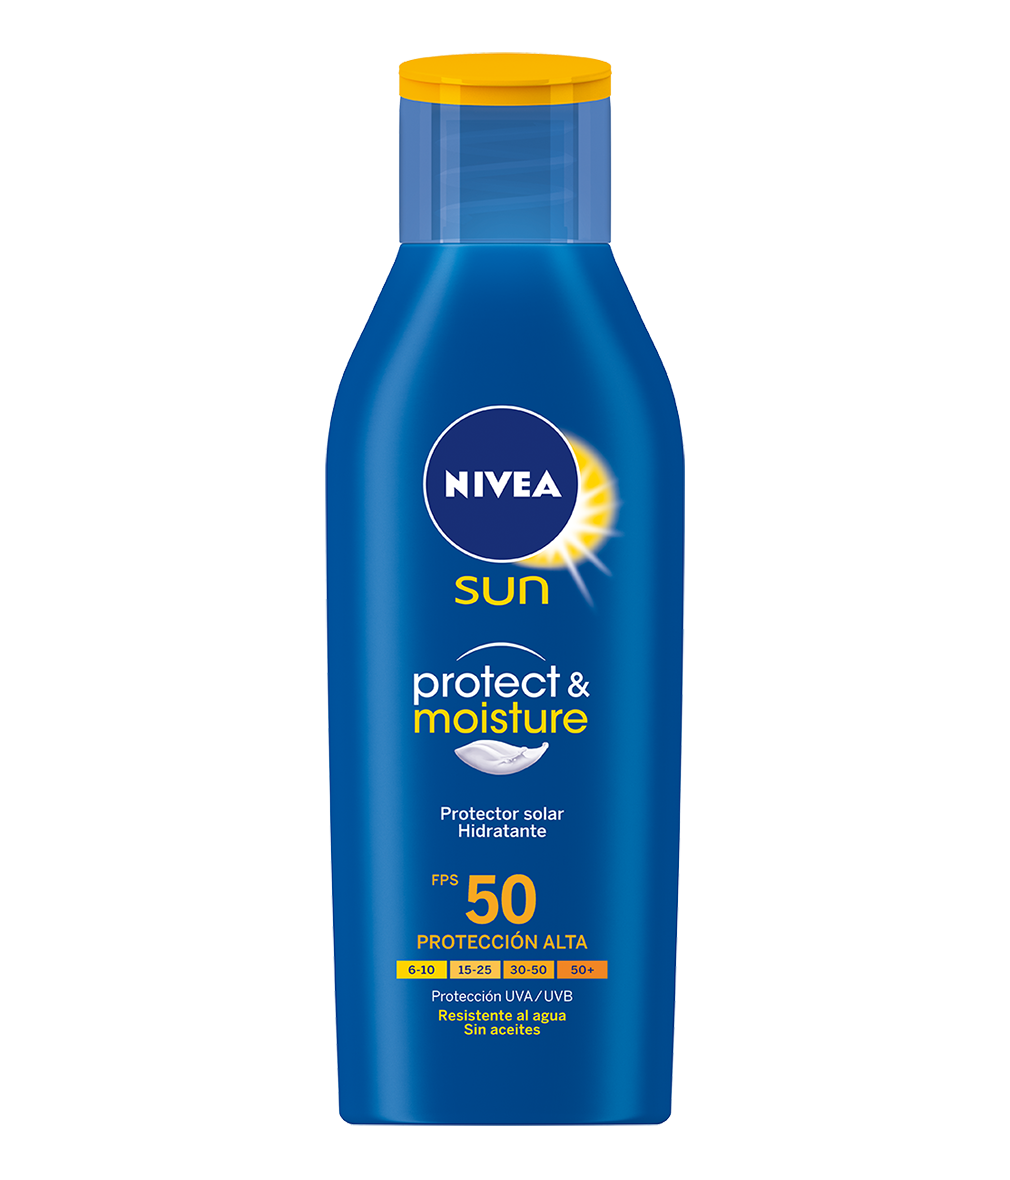 NIVEA
sun
protect &
moisture
Protector solar
Hidratante
FPS 50
PROTECCIÓN ALTA
6-10 15-25 30-50 50+
Protección UVA/UVB
Resistente al agua
Sin aceites